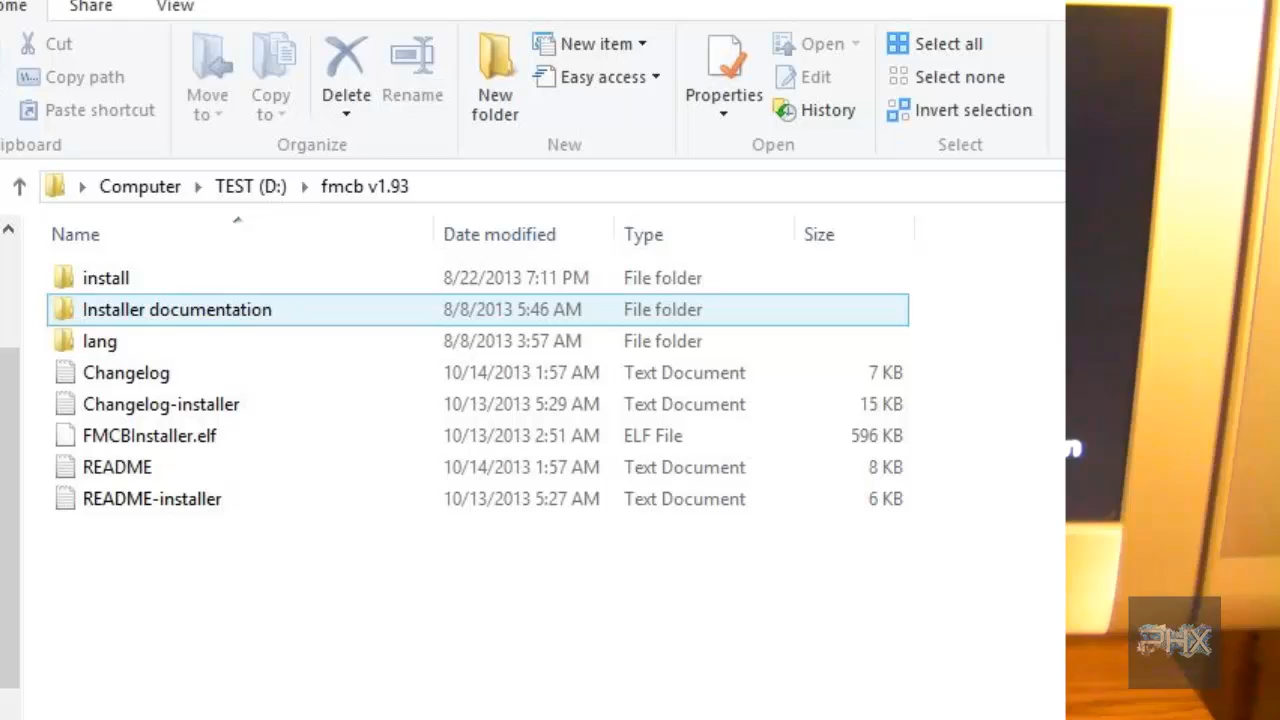 ome Share View
Cut
Copy path
Paste shortcut
Move to
Copy to
Delete
Rename
New folder
New item
Easy access
Properties
Open
Edit
History
Select all
Select none
Invert selection
ipboard Organize New Open Select
Computer TEST (D:) fmcb v1.93
Name Date modified Type Size
install 8/22/2013 7:11 PM File folder
Installer documentation 8/8/2013 5:46 AM File folder
lang 8/8/2013 3:57 AM File folder
Changelog 10/14/2013 1:57 AM Text Document 7 KB
Changelog-installer 10/13/2013 5:29 AM Text Document 15 KB
FMCBInstaller.elf 10/13/2013 2:51 AM ELF File 596 KB
README 10/14/2013 1:57 AM Text Document 8 KB
README-installer 10/13/2013 5:27 AM Text Document 6 KB
n
PHX